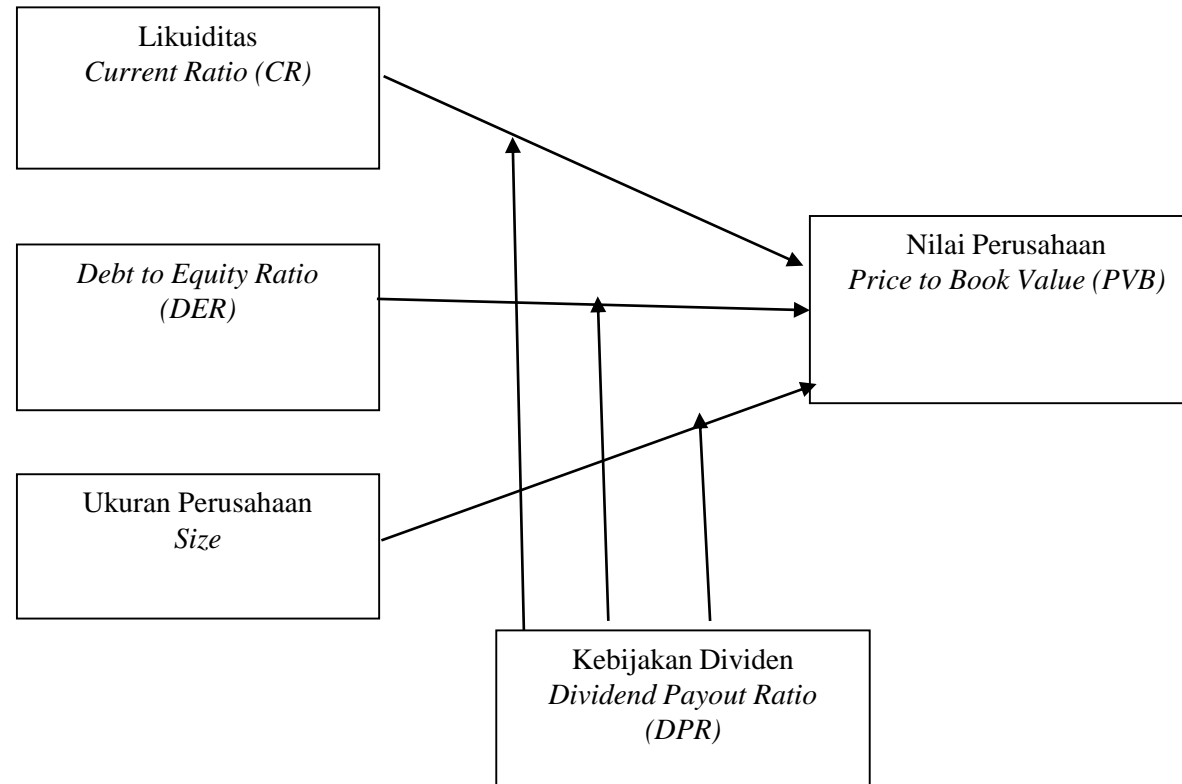 Likuiditas
Current Ratio (CR)
Debt to Equity Ratio
(DER)
Ukuran Perusahaan
Size
Nilai Perusahaan
Price to Book Value (PVB)
Kebijakan Dividen
Dividend Payout Ratio
(DPR)